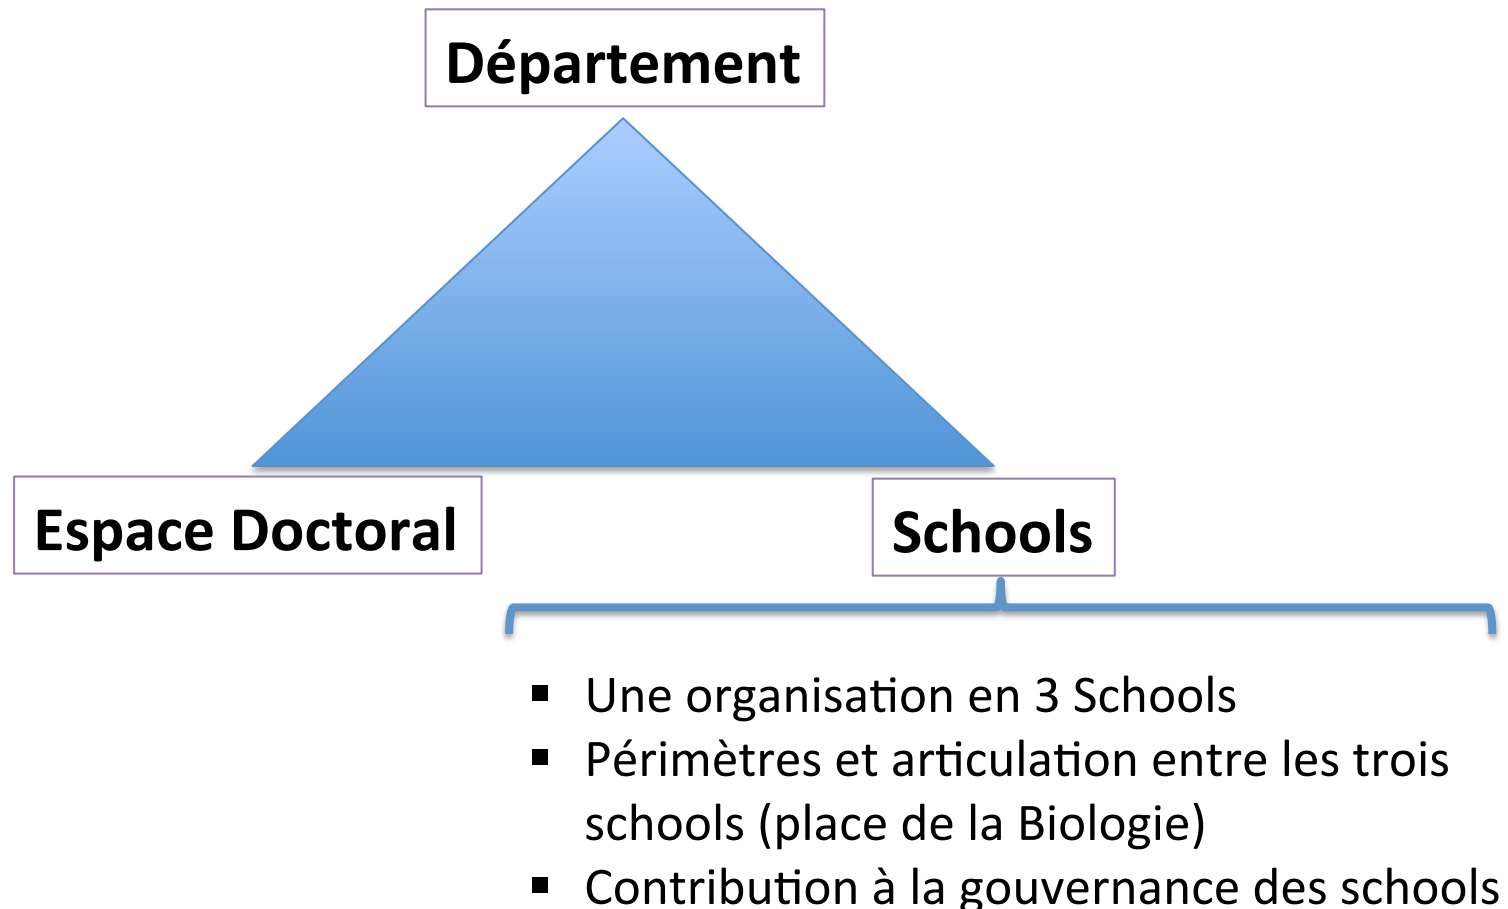 Département
Espace Doctoral
Schools
▪ Une organisation en 3 Schools
▪ Périmètres et articulation entre les trois
schools (place de la Biologie)
▪ Contribution à la gouvernance des schools